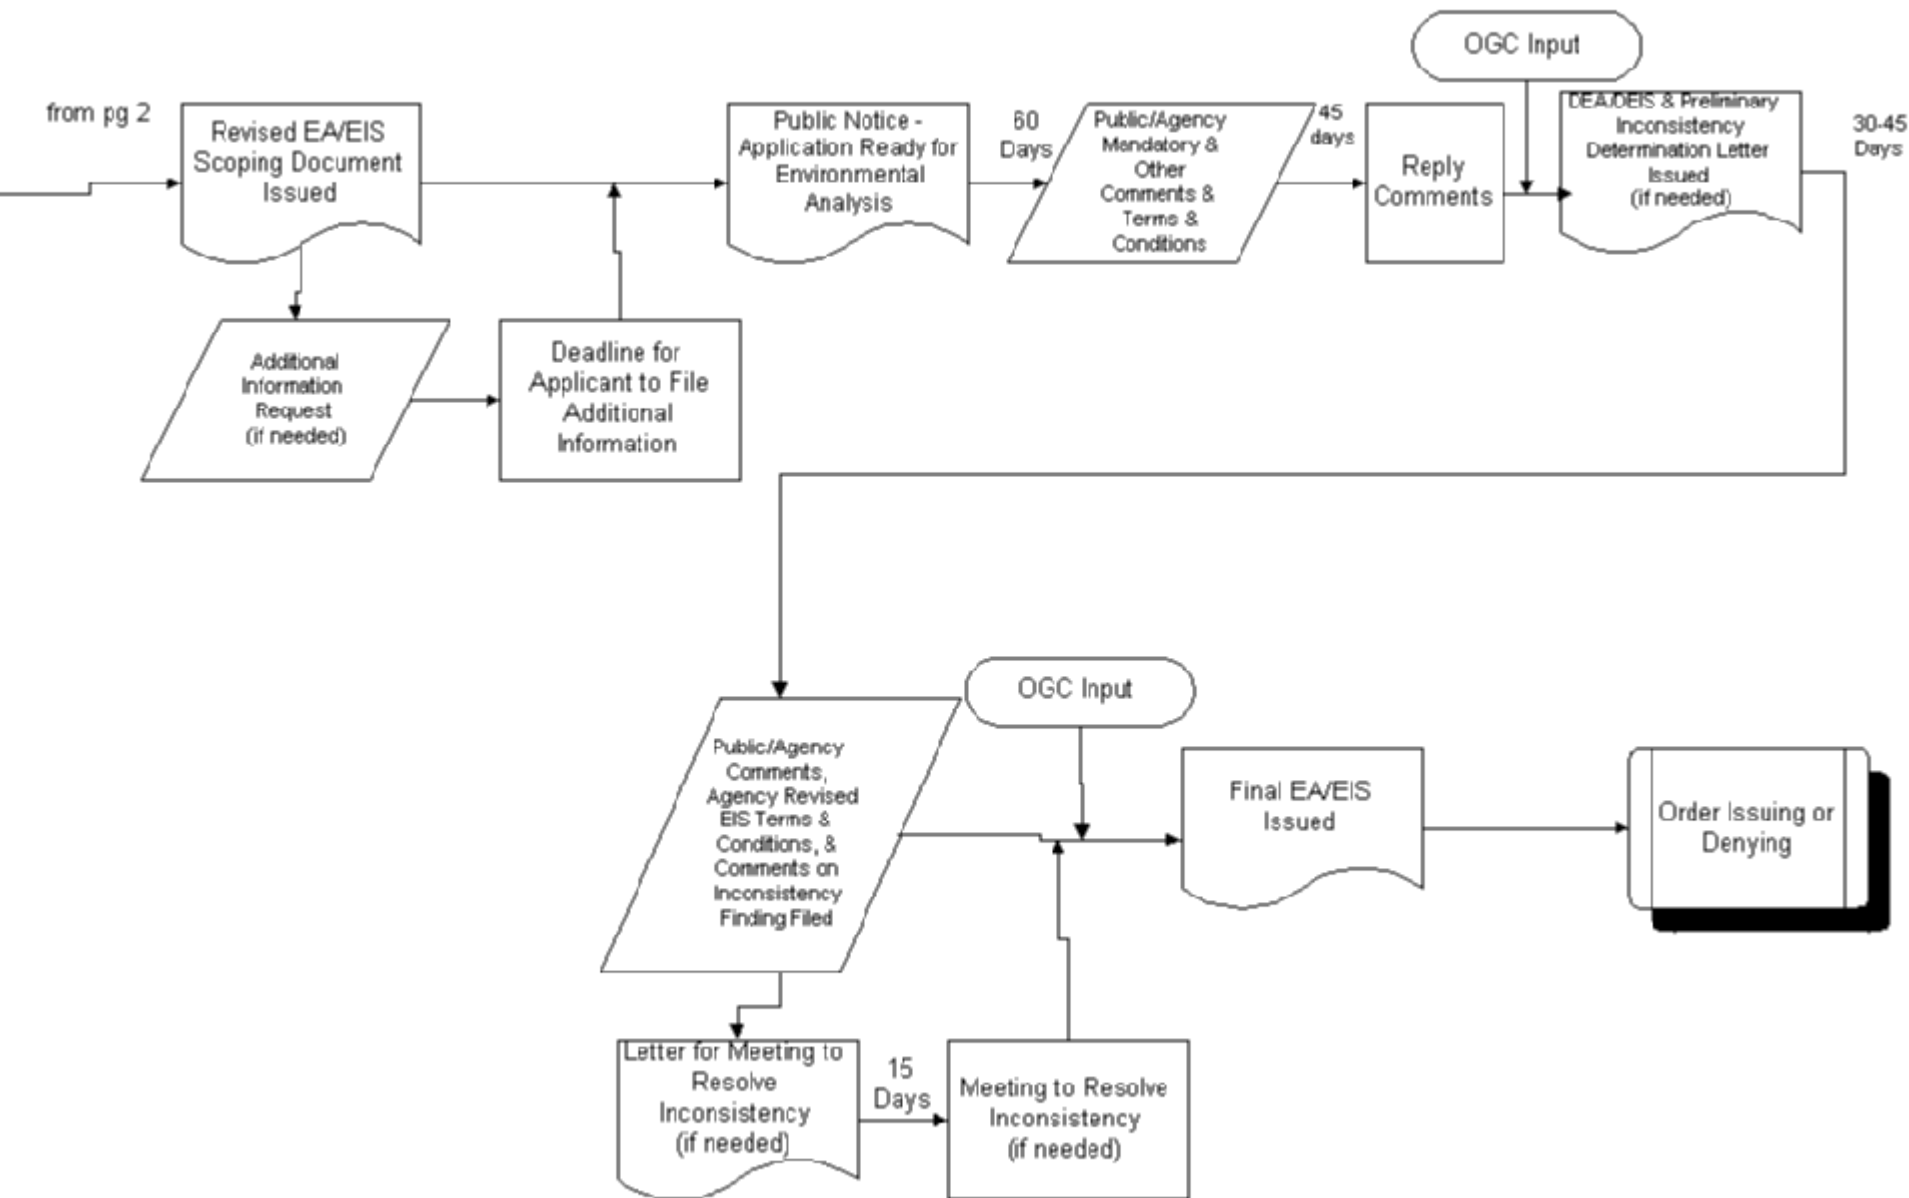 from pg 2
Revised EA/EIS
Scoping Document
Issued
Public Notice -
Application Ready for
Environmental
Analysis
60
Days
Public/Agency
Mandatory &
Other
Comments &
Terms &
Conditions
45
days
Reply
Comments
OGC Input
DEA/DEIS & Preliminary
Inconsistency
Determination Letter
Issued
(if needed)
30-45
Days
Additional
Information
Request
(if needed)
Deadline for
Applicant to File
Additional
Information
Public/Agency
Comments,
Agency Revised
EIS Terms &
Conditions, &
Comments on
Inconsistency
Finding Filed
OGC Input
Final EA/EIS
Issued
Order Issuing or
Denying
Letter for Meeting to
Resolve
Inconsistency
(if needed)
15
Days
Meeting to Resolve
Inconsistency
(if needed)